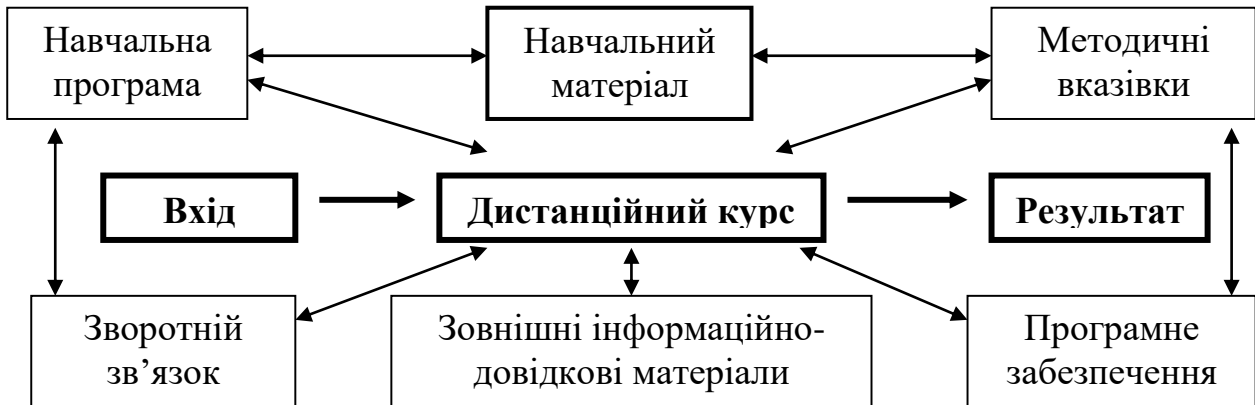 Навчальна
програма
Навчальний
матеріал
Методичні
вказівки
Вхід
Дистанційний курс
Результат
Зворотній
зв’язок
Зовнішні інформаційно-
довідкові матеріали
Програмне
забезпечення